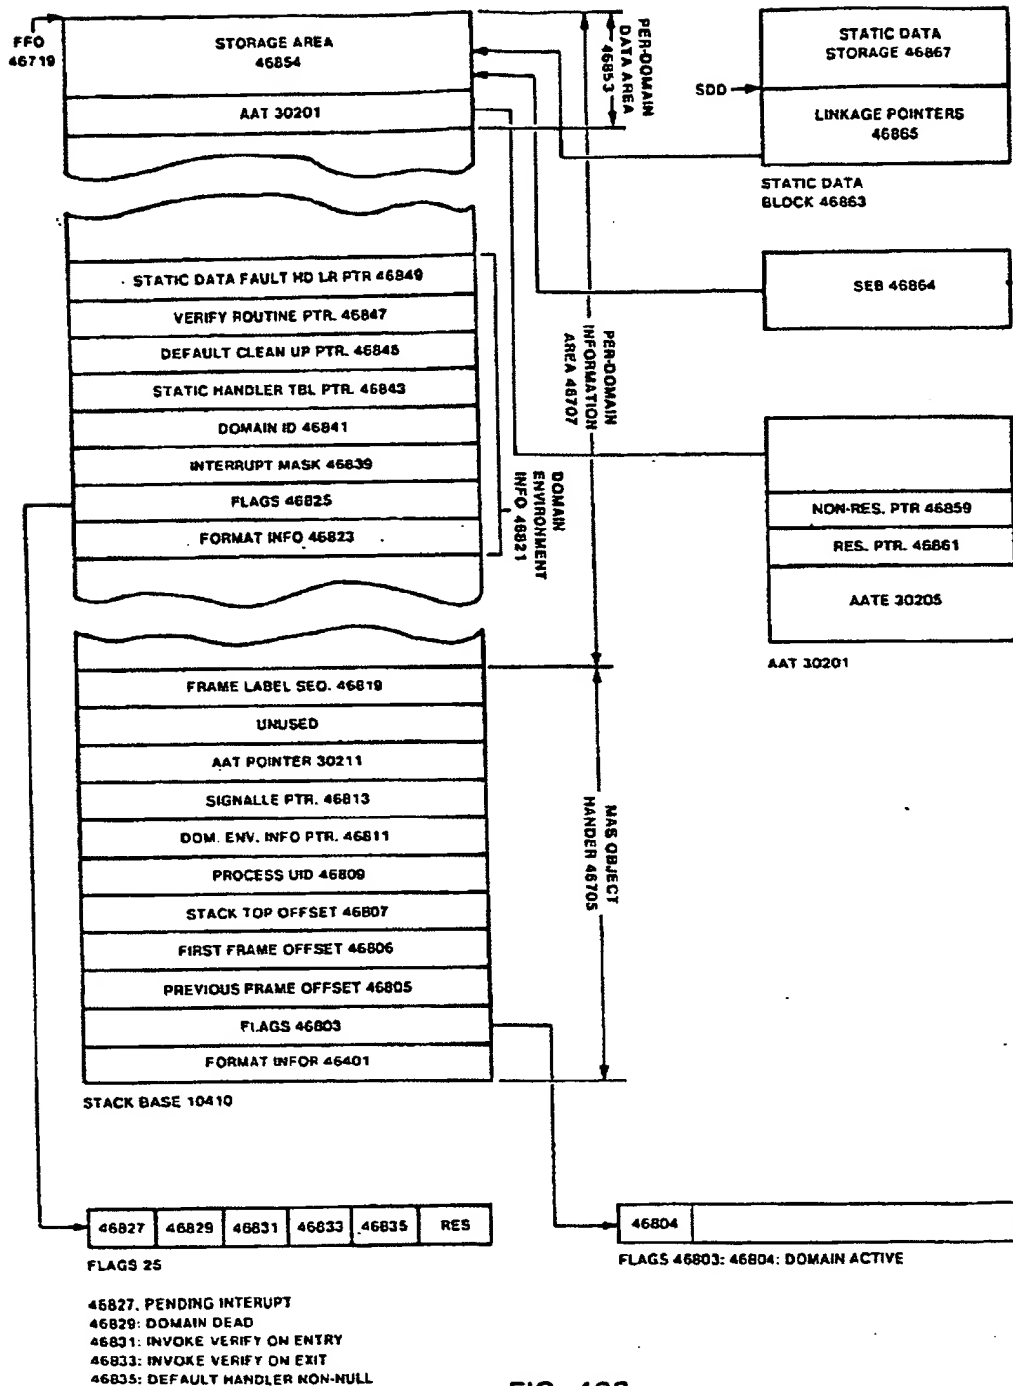 FFO
46719
STORAGE AREA
46854
AAT 30201
PER-DOMAIN
DATA AREA
46853
STATIC DATA
STORAGE 46867
SDD
LINKAGE POINTERS
46865
STATIC DATA
BLOCK 46863
SEB 46864
STATIC DATA FAULT HD LR PTR 46849
VERIFY ROUTINE PTR. 46847
DEFAULT CLEAN UP PTR. 46845
STATIC HANDLER TBL PTR. 46843
DOMAIN ID 46841
INTERRUPT MASK 46839
FLAGS 46825
FORMAT INFO 46823
DOMAIN
ENVIRONMENT
INFO 46821
PER-DOMAIN
INFORMATION
AREA 46707
NON-RES. PTR 46859
RES. PTR. 46861
AATE 30205
AAT 30201
FRAME LABEL SEQ. 46819
UNUSED
AAT POINTER 30211
SIGNALLE PTR. 46813
DOM. ENV. INFO PTR. 46811
PROCESS UID 46809
STACK TOP OFFSET 46807
FIRST FRAME OFFSET 46806
PREVIOUS FRAME OFFSET 46805
FLAGS 46803
FORMAT INFOR 46401
MAS OBJECT
HANDER 46705
STACK BASE 10410
46827 46829 46831 46833 46835 RES
FLAGS 25
46804
FLAGS 46803: 46804: DOMAIN ACTIVE
46827. PENDING INTERUPT
46829: DOMAIN DEAD
46831: INVOKE VERIFY ON ENTRY
46833: INVOKE VERIFY ON EXIT
46835: DEFAULT HANDLER NON-NULL